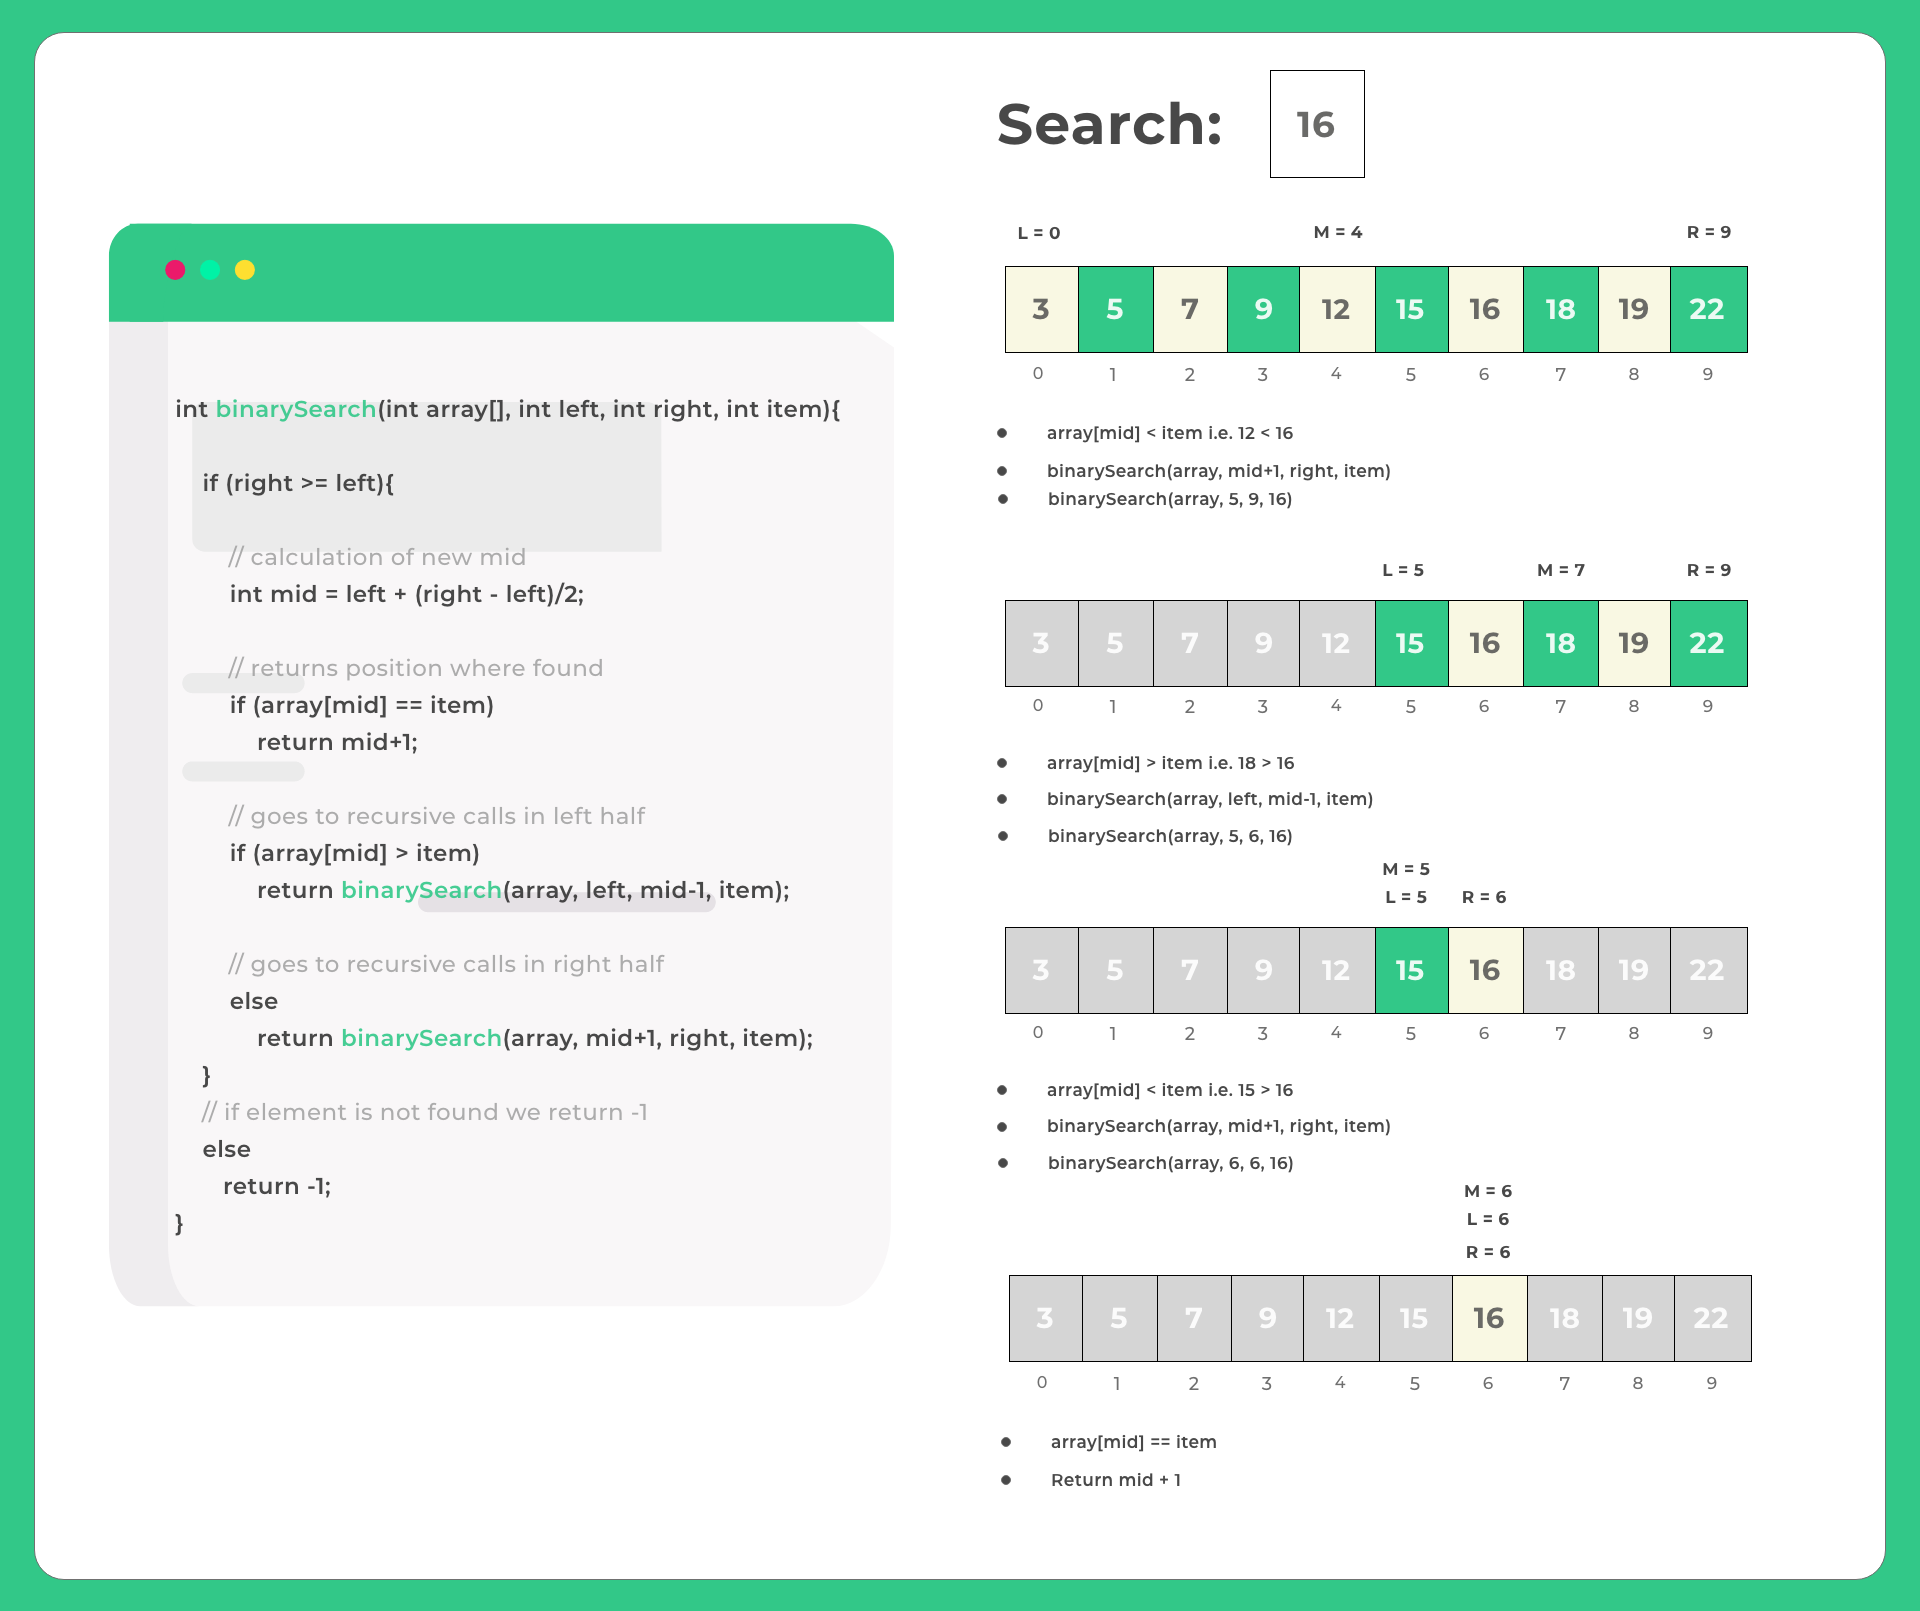 int binarySearch(int array[], int left, int right, int item){
if (right >= left){
// calculation of new mid
int mid = left + (right - left)/2;
// returns position where found
if (array[mid] == item)
return mid+1;
// goes to recursive calls in left half
if (array[mid] > item)
return binarySearch(array, left, mid-1, item);
// goes to recursive calls in right half
else
return binarySearch(array, mid+1, right, item);
}
// if element is not found we return -1
else
return -1;
}
Search: 16
L = 0 M = 4 R = 9
3 5 7 9 12 15 16 18 19 22
0 1 2 3 4 5 6 7 8 9
array[mid] < item i.e. 12 < 16
binarySearch(array, mid+1, right, item)
binarySearch(array, 5, 9, 16)
L = 5 M = 7 R = 9
3 5 7 9 12 15 16 18 19 22
0 1 2 3 4 5 6 7 8 9
array[mid] > item i.e. 18 > 16
binarySearch(array, left, mid-1, item)
binarySearch(array, 5, 6, 16)
M = 5
L = 5 R = 6
3 5 7 9 12 15 16 18 19 22
0 1 2 3 4 5 6 7 8 9
array[mid] < item i.e. 15 > 16
binarySearch(array, mid+1, right, item)
binarySearch(array, 6, 6, 16)
M = 6
L = 6
R = 6
3 5 7 9 12 15 16 18 19 22
0 1 2 3 4 5 6 7 8 9
array[mid] == item
Return mid + 1